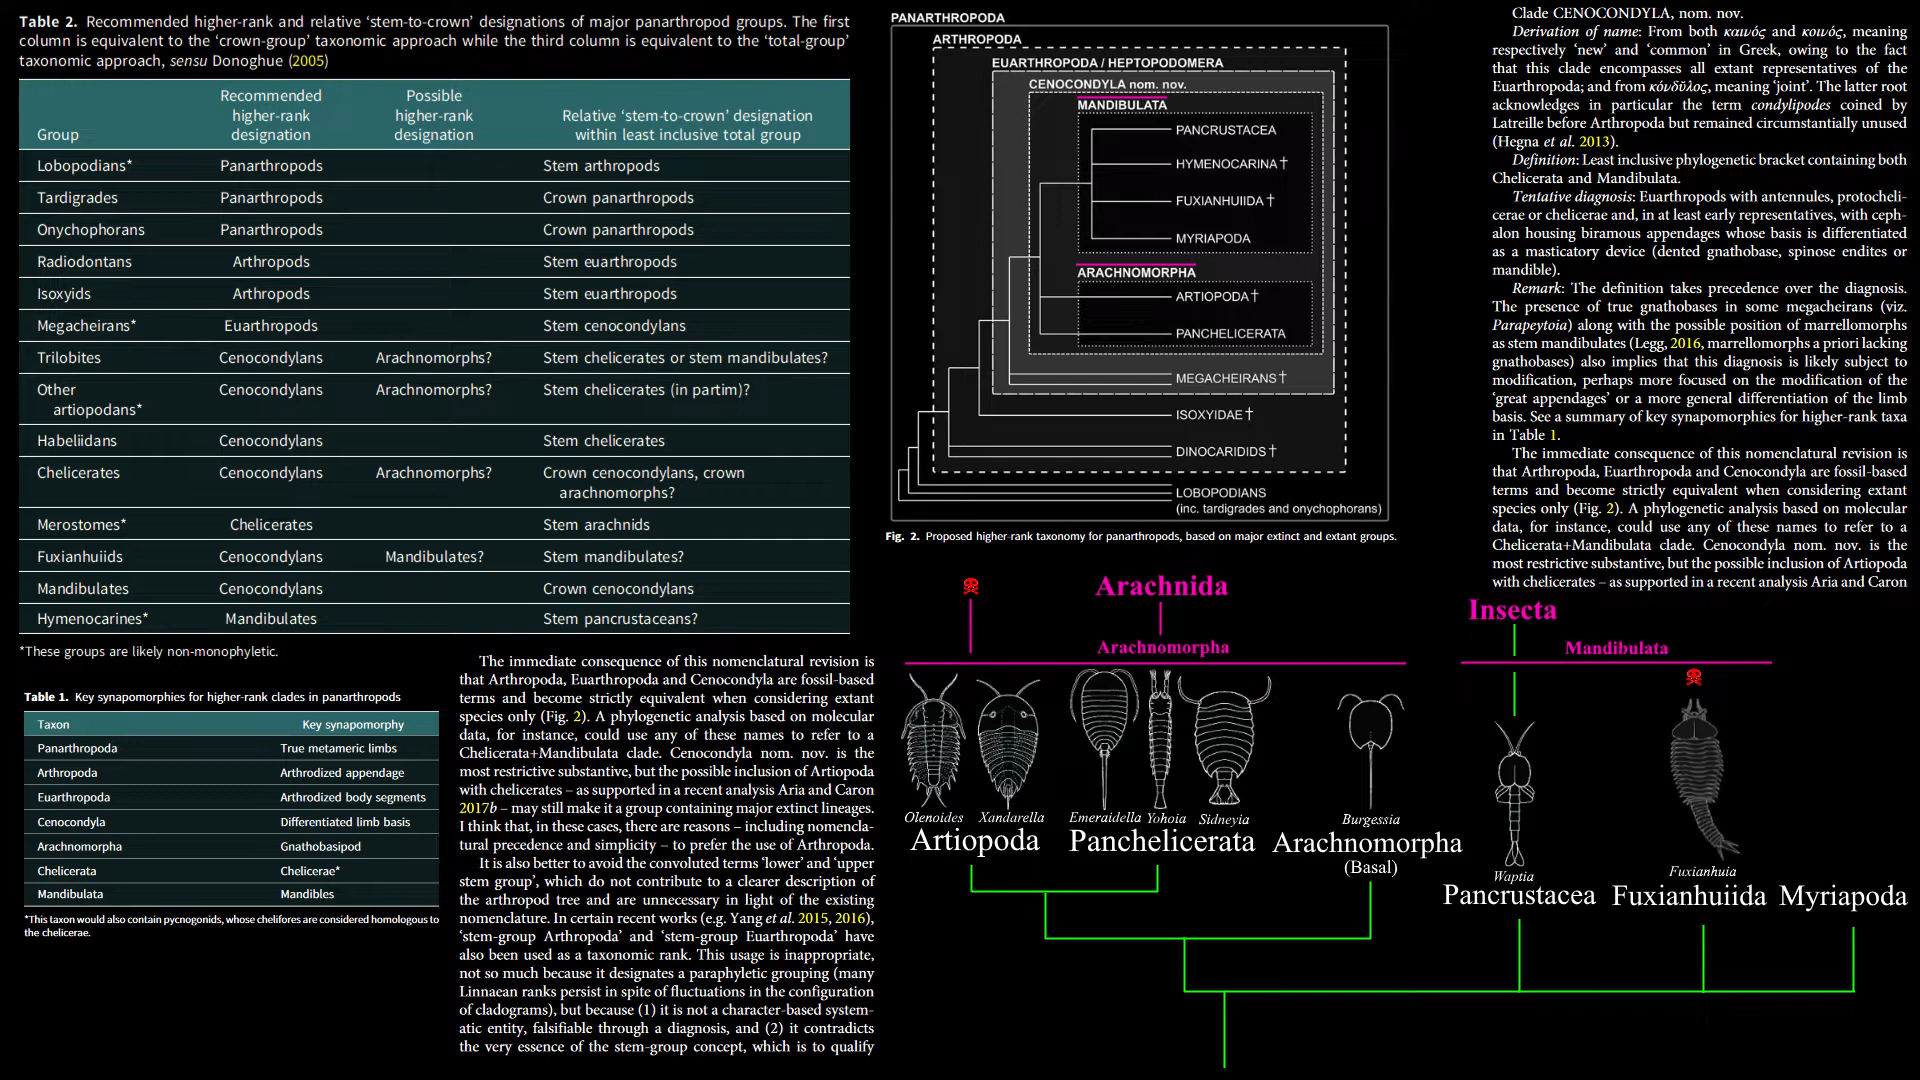 Table 2. Recommended higher-rank and relative ‘stem-to-crown’ designations of major panarthropod groups. The first
column is equivalent to the ‘crown-group’ taxonomic approach while the third column is equivalent to the ‘total-group’
taxonomic approach, sensu Donoghue (2005)
Group
Recommended higher-rank designation
Possible higher-rank designation
Relative ‘stem-to-crown’ designation within least inclusive total group
Lobopodians* Panarthropods Stem arthropods
Tardigrades Panarthropods Crown panarthropods
Onychophorans Panarthropods Crown panarthropods
Radiodontans Arthropods Stem euarthropods
Isoxyids Arthropods Stem euarthropods
Megacheirans* Euarthropods Stem cenocondylans
Trilobites Cenocondylans Arachnomorphs? Stem chelicerates or stem mandibulates?
Other artiopodans* Cenocondylans Arachnomorphs? Stem chelicerates (in partim)?
Habeliidans Cenocondylans Stem chelicerates
Chelicerates Cenocondylans Arachnomorphs? Crown cenocondylans, crown arachnomorphs?
Merostomes* Chelicerates Stem arachnids
Fuxianhuiids Cenocondylans Mandibulates? Stem mandibulates?
Mandibulates Cenocondylans Crown cenocondylans
Hymenocarines* Mandibulates Stem pancrustaceans?
*These groups are likely non-monophyletic.
Table 1. Key synapomorphies for higher-rank clades in panarthropods
Taxon Key synapomorphy
Panarthropoda True metameric limbs
Arthropoda Arthrodized appendage
Euarthropoda Arthrodized body segments
Cenocondyla Differentiated limb basis
Arachnomorpha Gnathobasipod
Chelicerata Chelicerae*
Mandibulata Mandibles
*This taxon would also contain pycnogonids, whose chelifores are considered homologous to
the chelicerae.
The immediate consequence of this nomenclatural revision is
that Arthropoda, Euarthropoda and Cenocondyla are fossil-based
terms and become strictly equivalent when considering extant
species only (Fig. 2). A phylogenetic analysis based on molecular
data, for instance, could use any of these names to refer to a
Chelicerata+Mandibulata clade. Cenocondyla nom. nov. is the
most restrictive substantive, but the possible inclusion of Artiopoda
with chelicerates – as supported in a recent analysis Aria and Caron
2017b – may still make it a group containing major extinct lineages.
I think that, in these cases, there are reasons – including nomencla-
tural precedence and simplicity – to prefer the use of Arthropoda.
It is also better to avoid the convoluted terms ‘lower’ and ‘upper
stem group’, which do not contribute to a clearer description of
the arthropod tree and are unnecessary in light of the existing
nomenclature. In certain recent works (e.g. Yang et al. 2015, 2016),
‘stem-group Arthropoda’ and ‘stem-group Euarthropoda’ have
also been used as a taxonomic rank. This usage is inappropriate,
not so much because it designates a paraphyletic grouping (many
Linnaean ranks persist in spite of fluctuations in the configuration
of cladograms), but because (1) it is not a character-based system-
atic entity, falsifiable through a diagnosis, and (2) it contradicts
the very essence of the stem-group concept, which is to qualify
PANARTHROPODA
ARTHROPODA
EUARTHROPODA / HEPTOPODOMERA
CENOCONDYLA nom. nov.
MANDIBULATA
PANCRUSTACEA
HYMENOCARINA†
FUXIANHUIIDA†
MYRIAPODA
ARACHNOMORPHA
ARTIOPODA†
PANCHELICERATA
MEGACHEIRANS†
ISOXYIDAE†
DINOCARIDIDS†
LOBOPODIANS
(inc. tardigrades and onychophorans)
Fig. 2. Proposed higher-rank taxonomy for panarthropods, based on major extinct and extant groups.
Clade CENOCONDYLA, nom. nov.
Derivation of name: From both καινός and κοινός, meaning
respectively ‘new’ and ‘common’ in Greek, owing to the fact
that this clade encompasses all extant representatives of the
Euarthropoda; and from κόνδῠλος, meaning ‘joint’. The latter root
acknowledges in particular the term condylipodes coined by
Latreille before Arthropoda but remained circumstantially unused
(Hegna et al. 2013).
Definition: Least inclusive phylogenetic bracket containing both
Chelicerata and Mandibulata.
Tentative diagnosis: Euarthropods with antennules, protocheli-
cerae or chelicerae and, in at least early representatives, with ceph-
alon housing biramous appendages whose basis is differentiated
as a masticatory device (dented gnathobase, spinose endites or
mandible).
Remark: The definition takes precedence over the diagnosis.
The presence of true gnathobases in some megacheirans (viz.
Parapeytoia) along with the possible position of marrellomorphs
as stem mandibulates (Legg, 2016, marrellomorphs a priori lacking
gnathobases) also implies that this diagnosis is likely subject to
modification, perhaps more focused on the modification of the
‘great appendages’ or a more general differentiation of the limb
basis. See a summary of key synapomorphies for higher-rank taxa
in Table 1.
The immediate consequence of this nomenclatural revision is
that Arthropoda, Euarthropoda and Cenocondyla are fossil-based
terms and become strictly equivalent when considering extant
species only (Fig. 2). A phylogenetic analysis based on molecular
data, for instance, could use any of these names to refer to a
Chelicerata+Mandibulata clade. Cenocondyla nom. nov. is the
most restrictive substantive, but the possible inclusion of Artiopoda
with chelicerates – as supported in a recent analysis Aria and Caron
Arachnida
Arachnomorpha
Insecta
Mandibulata
Olenoides Xandarella Emeraidella Yohoia Sidneyia Burgessia
Artiopoda Panchelicerata Arachnomorpha
(Basal)
Waptia Fuxianhuia
Pancrustacea Fuxianhuiida Myriapoda